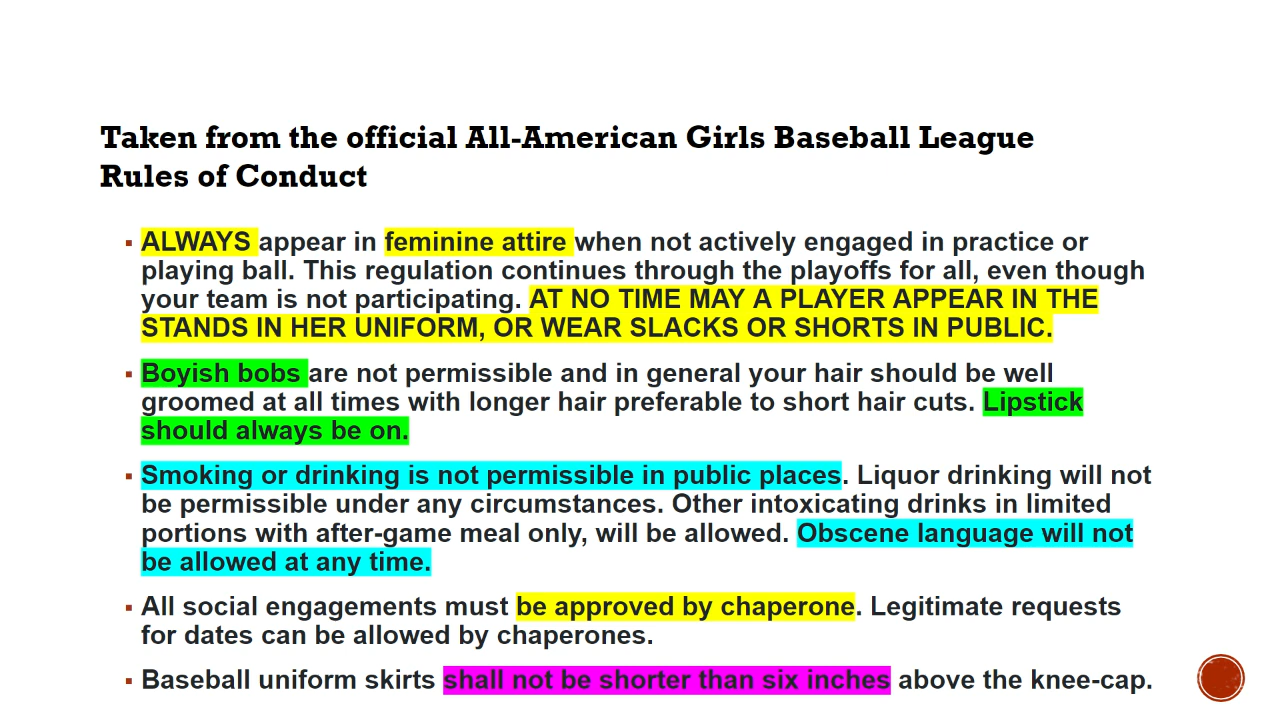 Taken from the official All-American Girls Baseball League
Rules of Conduct
▪ ALWAYS appear in feminine attire when not actively engaged in practice or
playing ball. This regulation continues through the playoffs for all, even though
your team is not participating. AT NO TIME MAY A PLAYER APPEAR IN THE
STANDS IN HER UNIFORM, OR WEAR SLACKS OR SHORTS IN PUBLIC.
▪ Boyish bobs are not permissible and in general your hair should be well
groomed at all times with longer hair preferable to short hair cuts. Lipstick
should always be on.
▪ Smoking or drinking is not permissible in public places. Liquor drinking will not
be permissible under any circumstances. Other intoxicating drinks in limited
portions with after-game meal only, will be allowed. Obscene language will not
be allowed at any time.
▪ All social engagements must be approved by chaperone. Legitimate requests
for dates can be allowed by chaperones.
▪ Baseball uniform skirts shall not be shorter than six inches above the knee-cap.